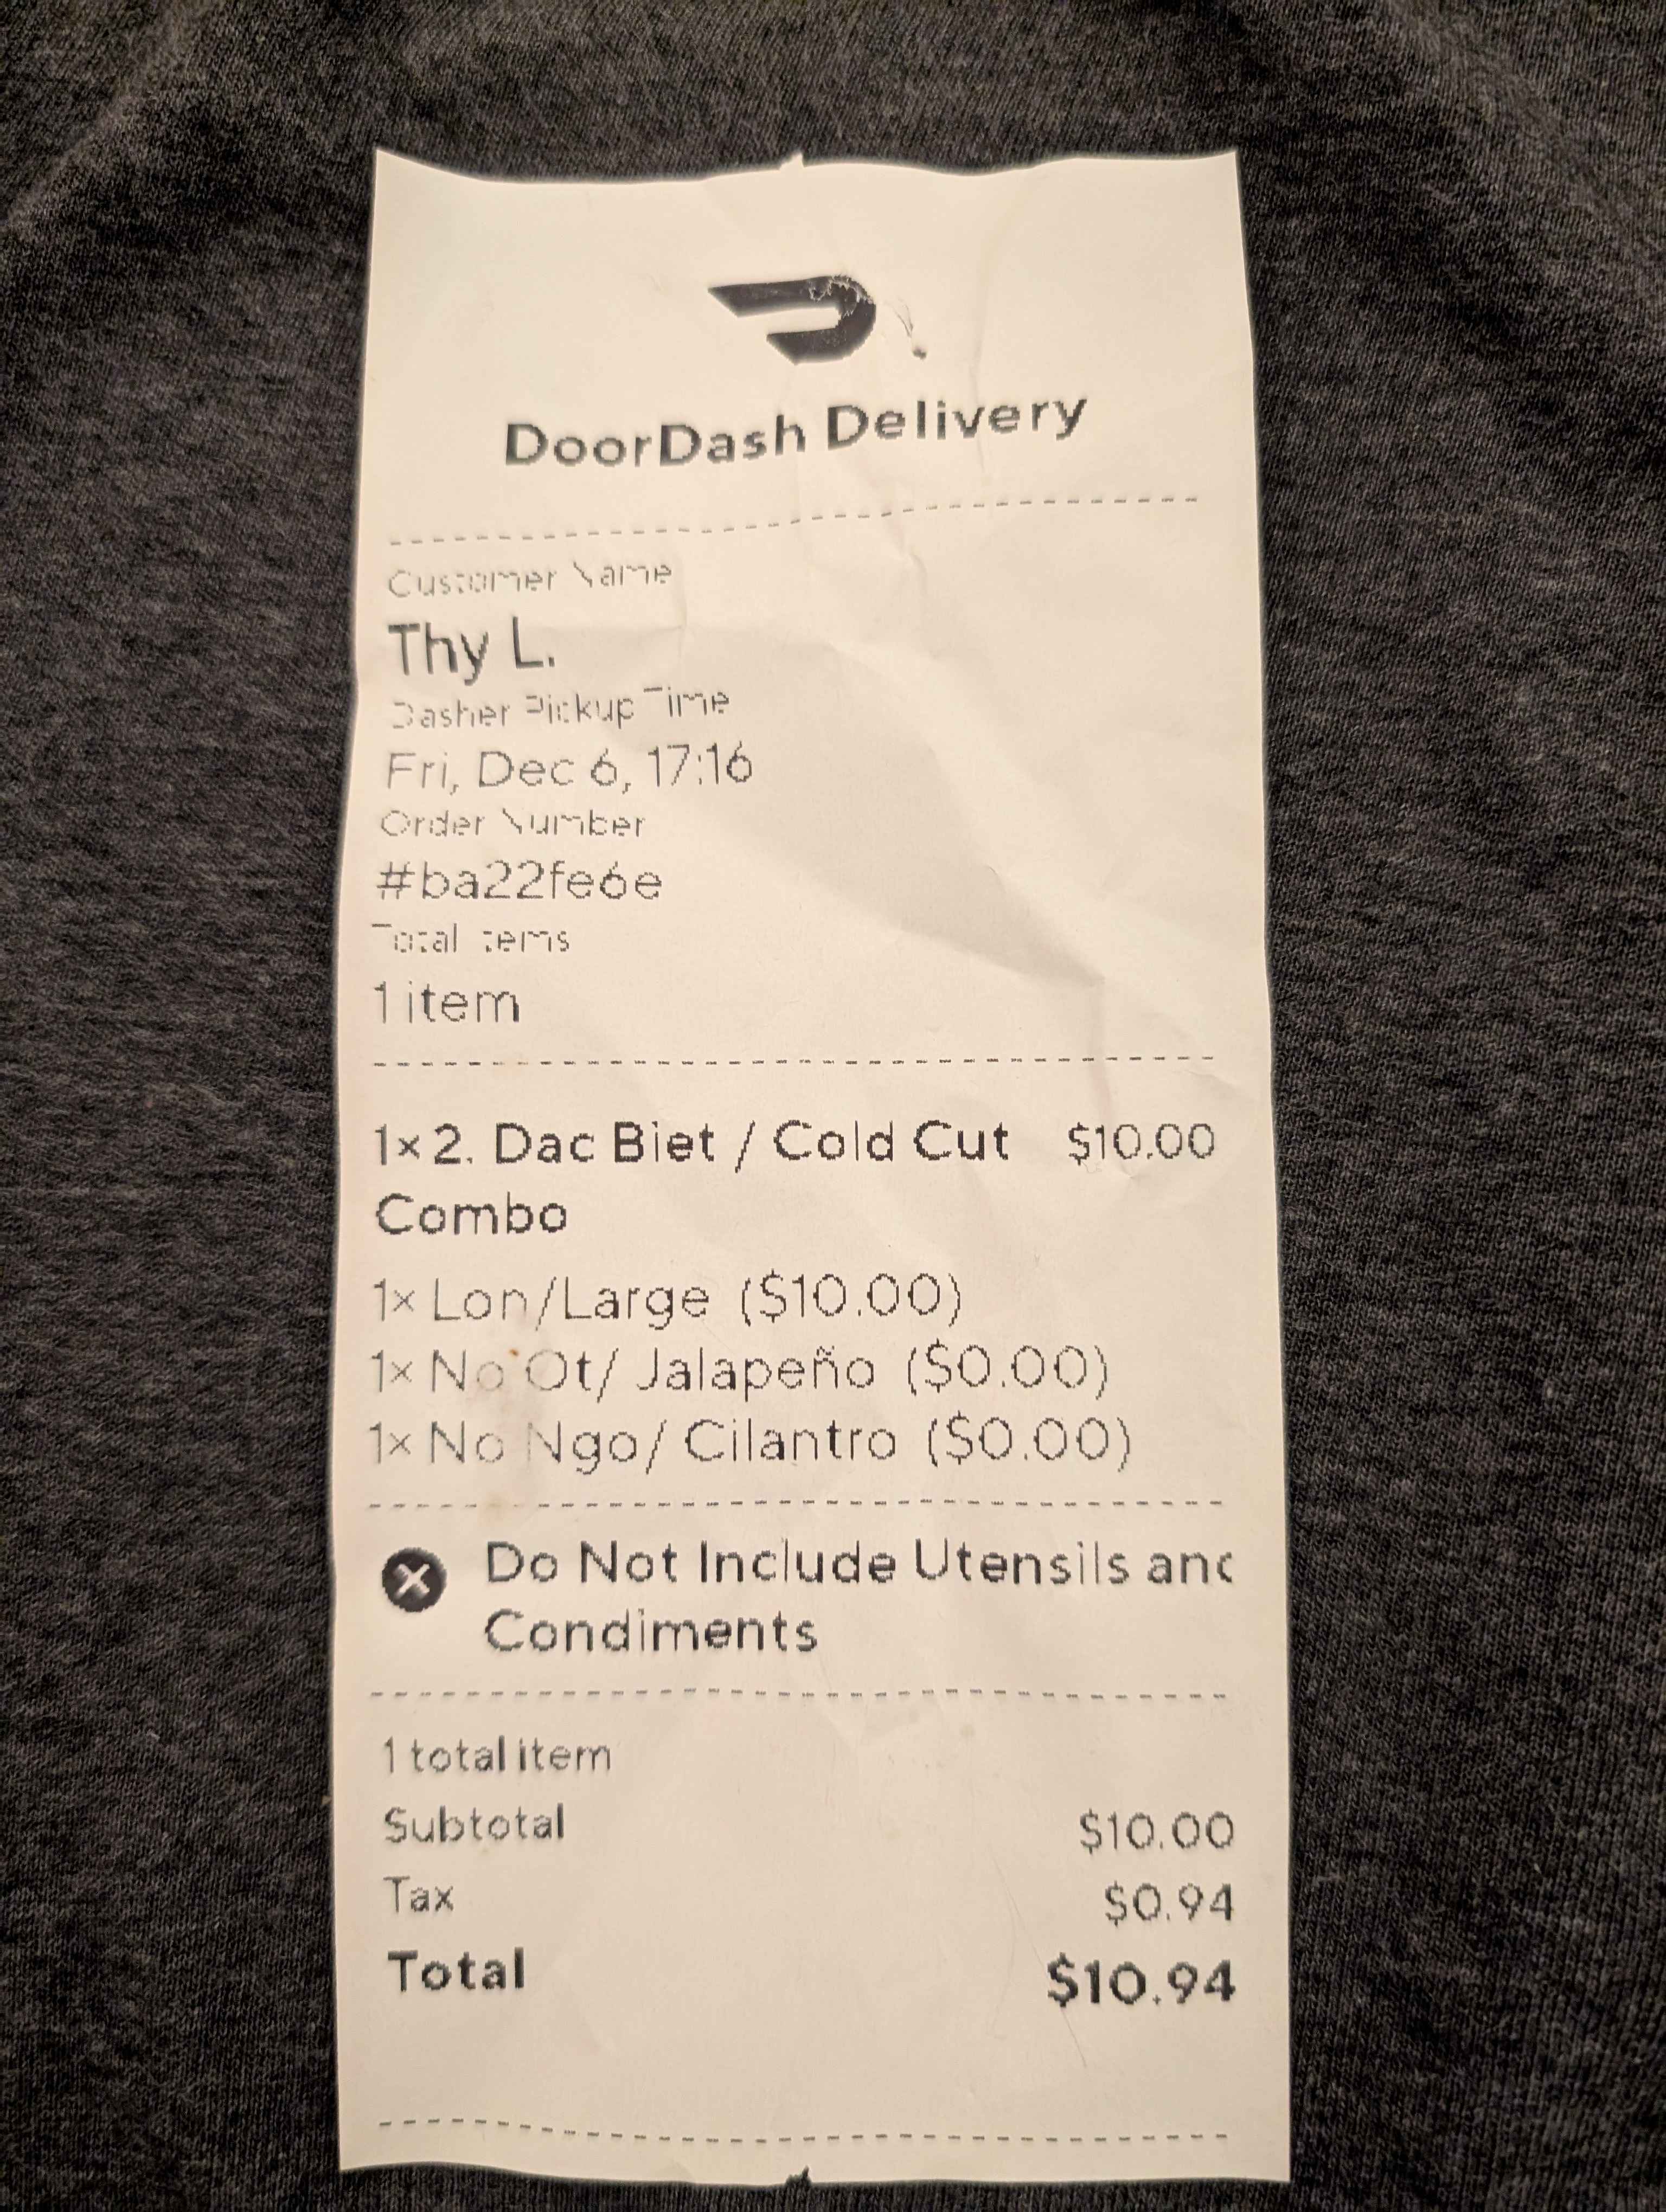 DoorDash Delivery
Customer Name
Thy L.
Dasher Pickup Time
Fri, Dec 6, 17:16
Order Number
#ba22fe6e
Total Items
1 item
1× 2. Dac Biet / Cold Cut $10.00
Combo
1× Lon/Large ($10.00)
1× No Ot/ Jalapeño ($0.00)
1× No Ngo/ Cilantro ($0.00)
Do Not Include Utensils and
Condiments
1 total item
Subtotal $10.00
Tax $0.94
Total $10.94